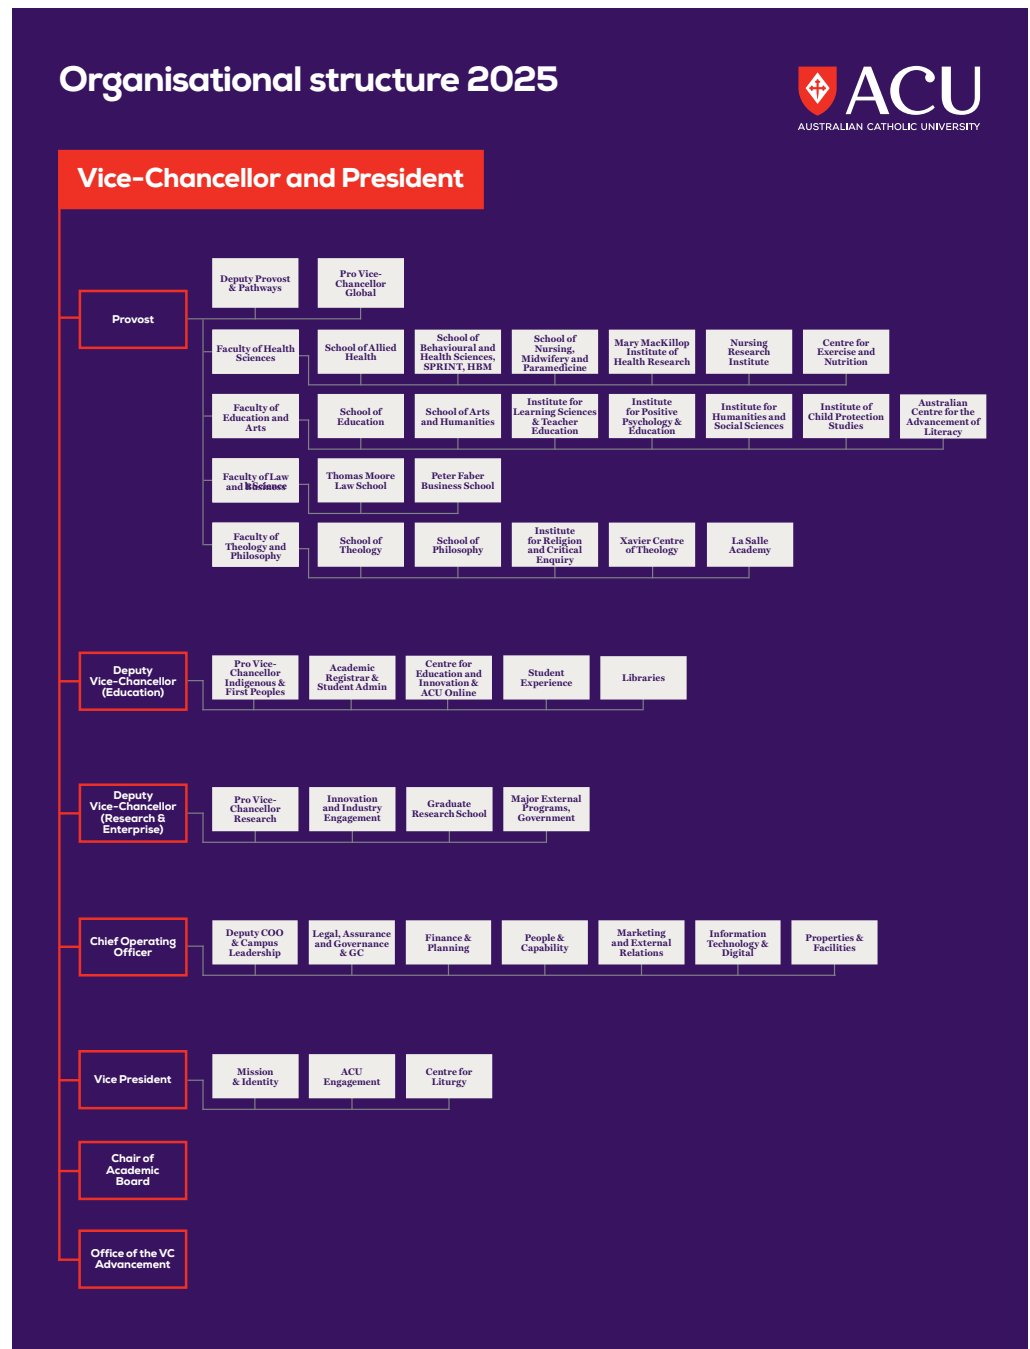 Organisational structure 2025
ACU
AUSTRALIAN CATHOLIC UNIVERSITY
Vice-Chancellor and President
Provost
Deputy Provost
& Pathways
Pro Vice-
Chancellor
Global
Faculty of Health
Sciences
School of Allied
Health
School of
Behavioural and
Health Sciences,
SPRINT, HBM
School of
Nursing,
Midwifery and
Paramedicine
Mary MacKillop
Institute of
Health Research
Nursing
Research
Institute
Centre for
Exercise and
Nutrition
Faculty of
Education and
Arts
School of
Education
School of Arts
and Humanities
Institute for
Learning Sciences
& Teacher
Education
Institute
for Positive
Psychology &
Education
Institute for
Humanities and
Social Sciences
Institute of
Child Protection
Studies
Australian
Centre for the
Advancement of
Literacy
Faculty of Law
and Business
Thomas Moore
Law School
Peter Faber
Business School
Faculty of
Theology and
Philosophy
School of
Theology
School of
Philosophy
Institute
for Religion
and Critical
Enquiry
Xavier Centre
of Theology
La Salle
Academy
Deputy
Vice-Chancellor
(Education)
Pro Vice-
Chancellor
Indigenous &
First Peoples
Academic
Registrar &
Student Admin
Centre for
Education and
Innovation &
ACU Online
Student
Experience
Libraries
Deputy
Vice-Chancellor
(Research &
Enterprise)
Pro Vice-
Chancellor
Research
Innovation
and Industry
Engagement
Graduate
Research School
Major External
Programs,
Government
Chief Operating
Officer
Deputy COO
& Campus
Leadership
Legal, Assurance
and Governance
& GC
Finance &
Planning
People &
Capability
Marketing
and External
Relations
Information
Technology &
Digital
Properties &
Facilities
Vice President
Mission
& Identity
ACU
Engagement
Centre for
Liturgy
Chair of
Academic
Board
Office of the VC
Advancement